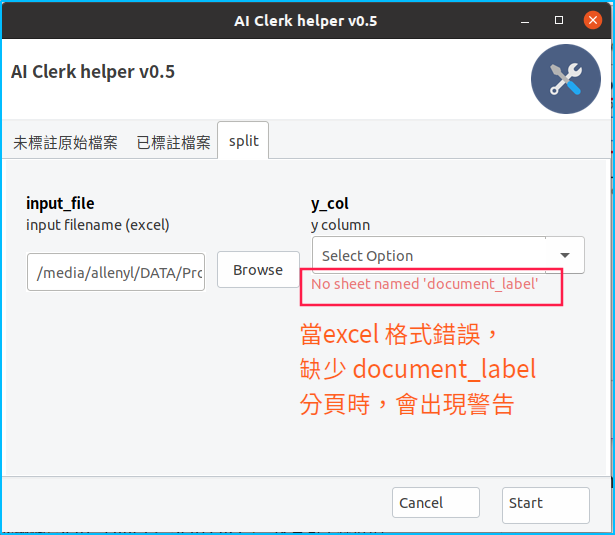 AI Clerk helper v0.5
AI Clerk helper v0.5
未標註原始檔案 已標註檔案 split
input_file
input filename (excel)
/media/allenyl/DATA/Pro
Browse
y_col
y column
Select Option
No sheet named 'document_label'
當excel 格式錯誤，
缺少 document_label
分頁時，會出現警告
Cancel
Start